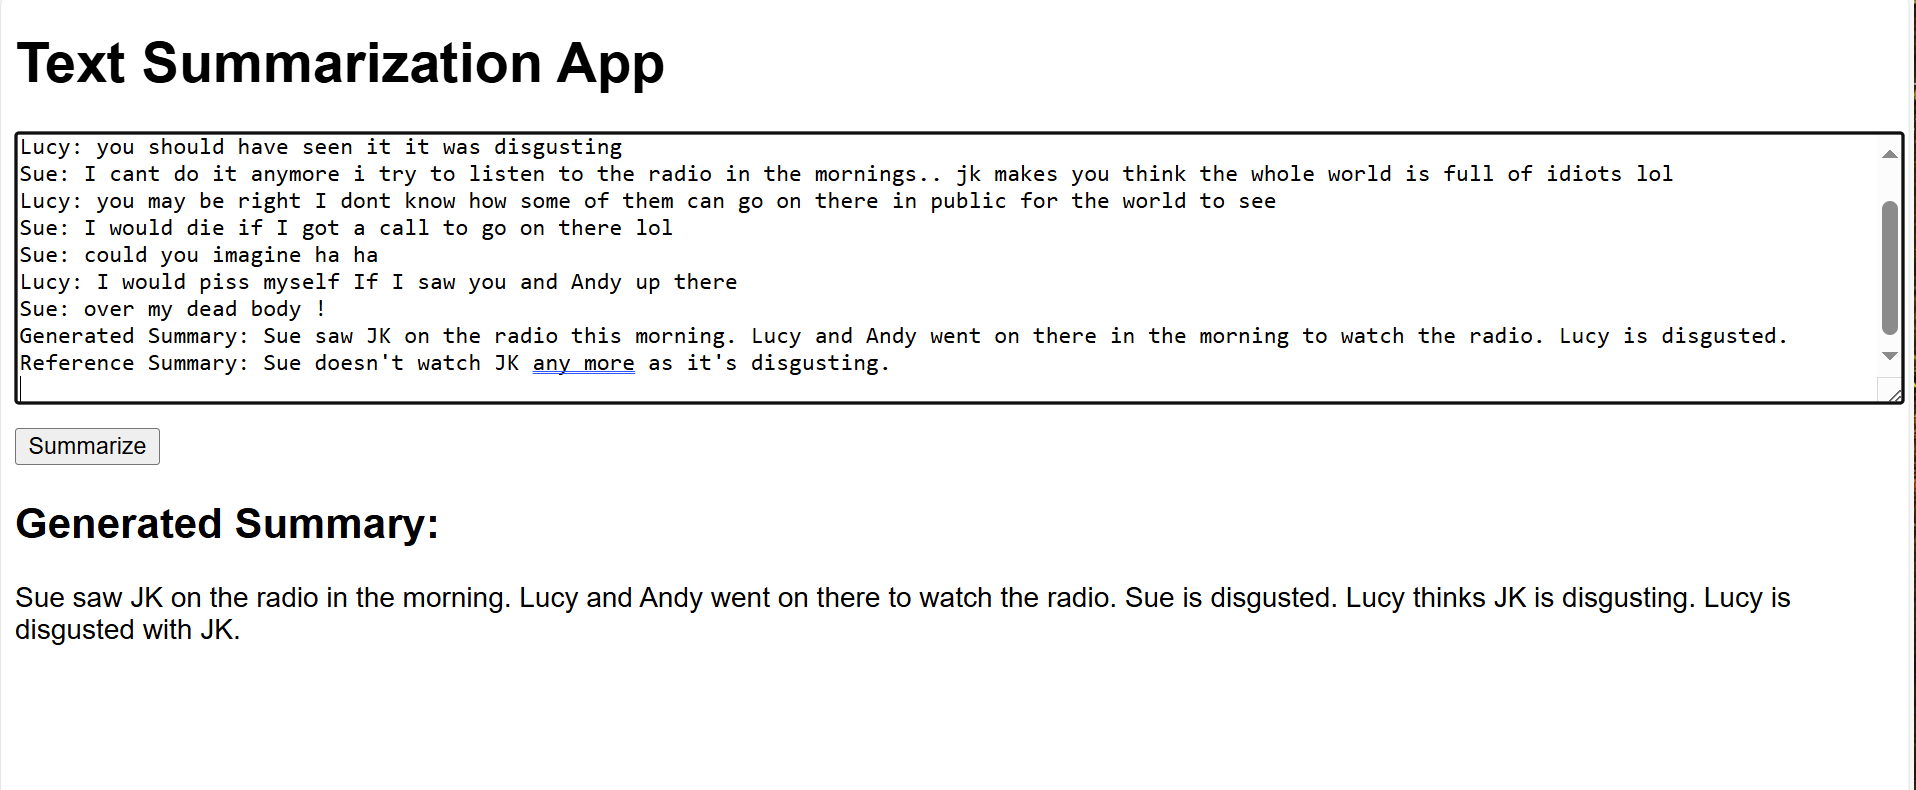 Text Summarization App
Lucy: you should have seen it it was disgusting
Sue: I cant do it anymore i try to listen to the radio in the mornings.. jk makes you think the whole world is full of idiots lol
Lucy: you may be right I dont know how some of them can go on there in public for the world to see
Sue: I would die if I got a call to go on there lol
Sue: could you imagine ha ha
Lucy: I would piss myself If I saw you and Andy up there
Sue: over my dead body !
Generated Summary: Sue saw JK on the radio this morning. Lucy and Andy went on there in the morning to watch the radio. Lucy is disgusted.
Reference Summary: Sue doesn't watch JK any more as it's disgusting.
Summarize
Generated Summary:
Sue saw JK on the radio in the morning. Lucy and Andy went on there to watch the radio. Sue is disgusted. Lucy thinks JK is disgusting. Lucy is
disgusted with JK.